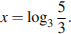 x = log₃ 5/3.